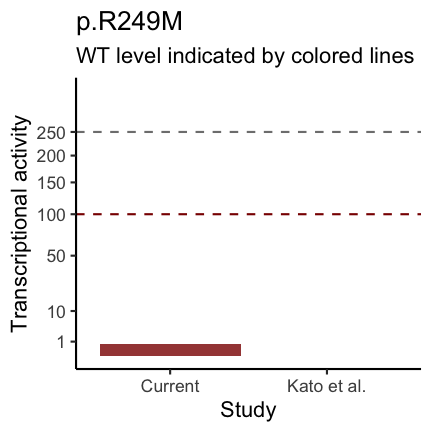 p.R249M
WT level indicated by colored lines
Transcriptional activity
250
200
150
100
50
10
1
Current
Kato et al.
Study